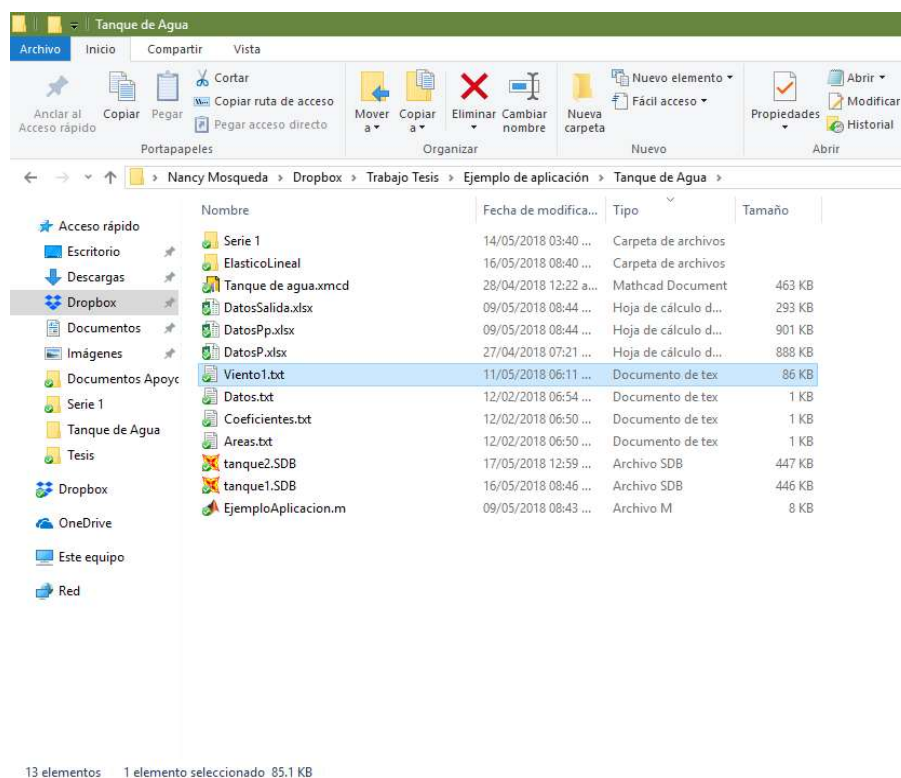 Tanque de Agua
Archivo Inicio Compartir Vista
Anclar al Acceso rápido
Copiar
Pegar
Cortar
Copiar ruta de acceso
Pegar acceso directo
Mover a
Copiar a
Eliminar
Cambiar nombre
Nueva carpeta
Nuevo elemento
Fácil acceso
Propiedades
Abrir
Modificar
Historial
Portapapeles Organizar Nuevo Abrir
Nancy Mosqueda > Dropbox > Trabajo Tesis > Ejemplo de aplicación > Tanque de Agua >
Acceso rápido
Escritorio
Descargas
Dropbox
Documentos
Imágenes
Documentos Apoyc
Serie 1
Tanque de Agua
Tesis
Dropbox
OneDrive
Este equipo
Red
Nombre Fecha de modifica... Tipo Tamaño
Serie 1 14/05/2018 03:40 ... Carpeta de archivos
ElasticoLineal 16/05/2018 08:40 ... Carpeta de archivos
Tanque de agua.xmcd 28/04/2018 12:22 a... Mathcad Document 463 KB
DatosSalida.xlsx 09/05/2018 08:44 ... Hoja de cálculo d... 293 KB
DatosPp.xlsx 09/05/2018 08:44 ... Hoja de cálculo d... 901 KB
DatosP.xlsx 27/04/2018 07:21 ... Hoja de cálculo d... 888 KB
Viento1.txt 11/05/2018 06:11 ... Documento de tex 86 KB
Datos.txt 12/02/2018 06:54 ... Documento de tex 1 KB
Coeficientes.txt 12/02/2018 06:50 ... Documento de tex 1 KB
Areas.txt 12/02/2018 06:50 ... Documento de tex 1 KB
tanque2.SDB 17/05/2018 12:59 ... Archivo SDB 447 KB
tanque1.SDB 16/05/2018 08:46 ... Archivo SDB 446 KB
EjemploAplicacion.m 09/05/2018 08:43 ... Archivo M 8 KB
13 elementos 1 elemento seleccionado 85.1 KB